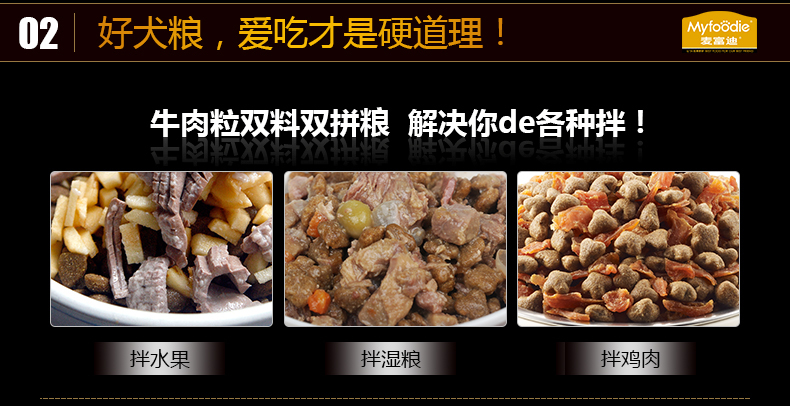 02 好犬粮，爱吃才是硬道理！
Myfoodie
麦富迪
牛肉粒双料双拼粮 解决你de各种拌！
拌水果
拌湿粮
拌鸡肉